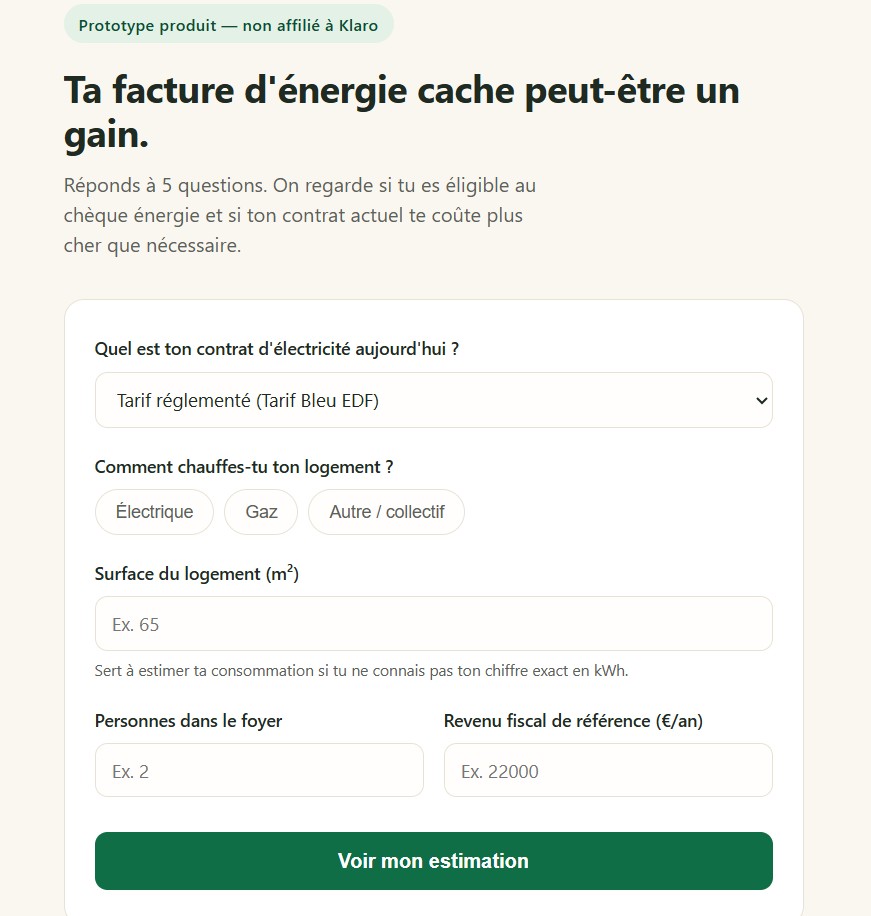 Prototype produit — non affilié à Klaro
Ta facture d'énergie cache peut-être un
gain.
Réponds à 5 questions. On regarde si tu es éligible au
chèque énergie et si ton contrat actuel te coûte plus
cher que nécessaire.
Quel est ton contrat d'électricité aujourd'hui ?
Tarif réglementé (Tarif Bleu EDF)
Comment chauffes-tu ton logement ?
Électrique Gaz Autre / collectif
Surface du logement (m²)
Ex. 65
Sert à estimer ta consommation si tu ne connais pas ton chiffre exact en kWh.
Personnes dans le foyer Revenu fiscal de référence (€/an)
Ex. 2 Ex. 22000
Voir mon estimation